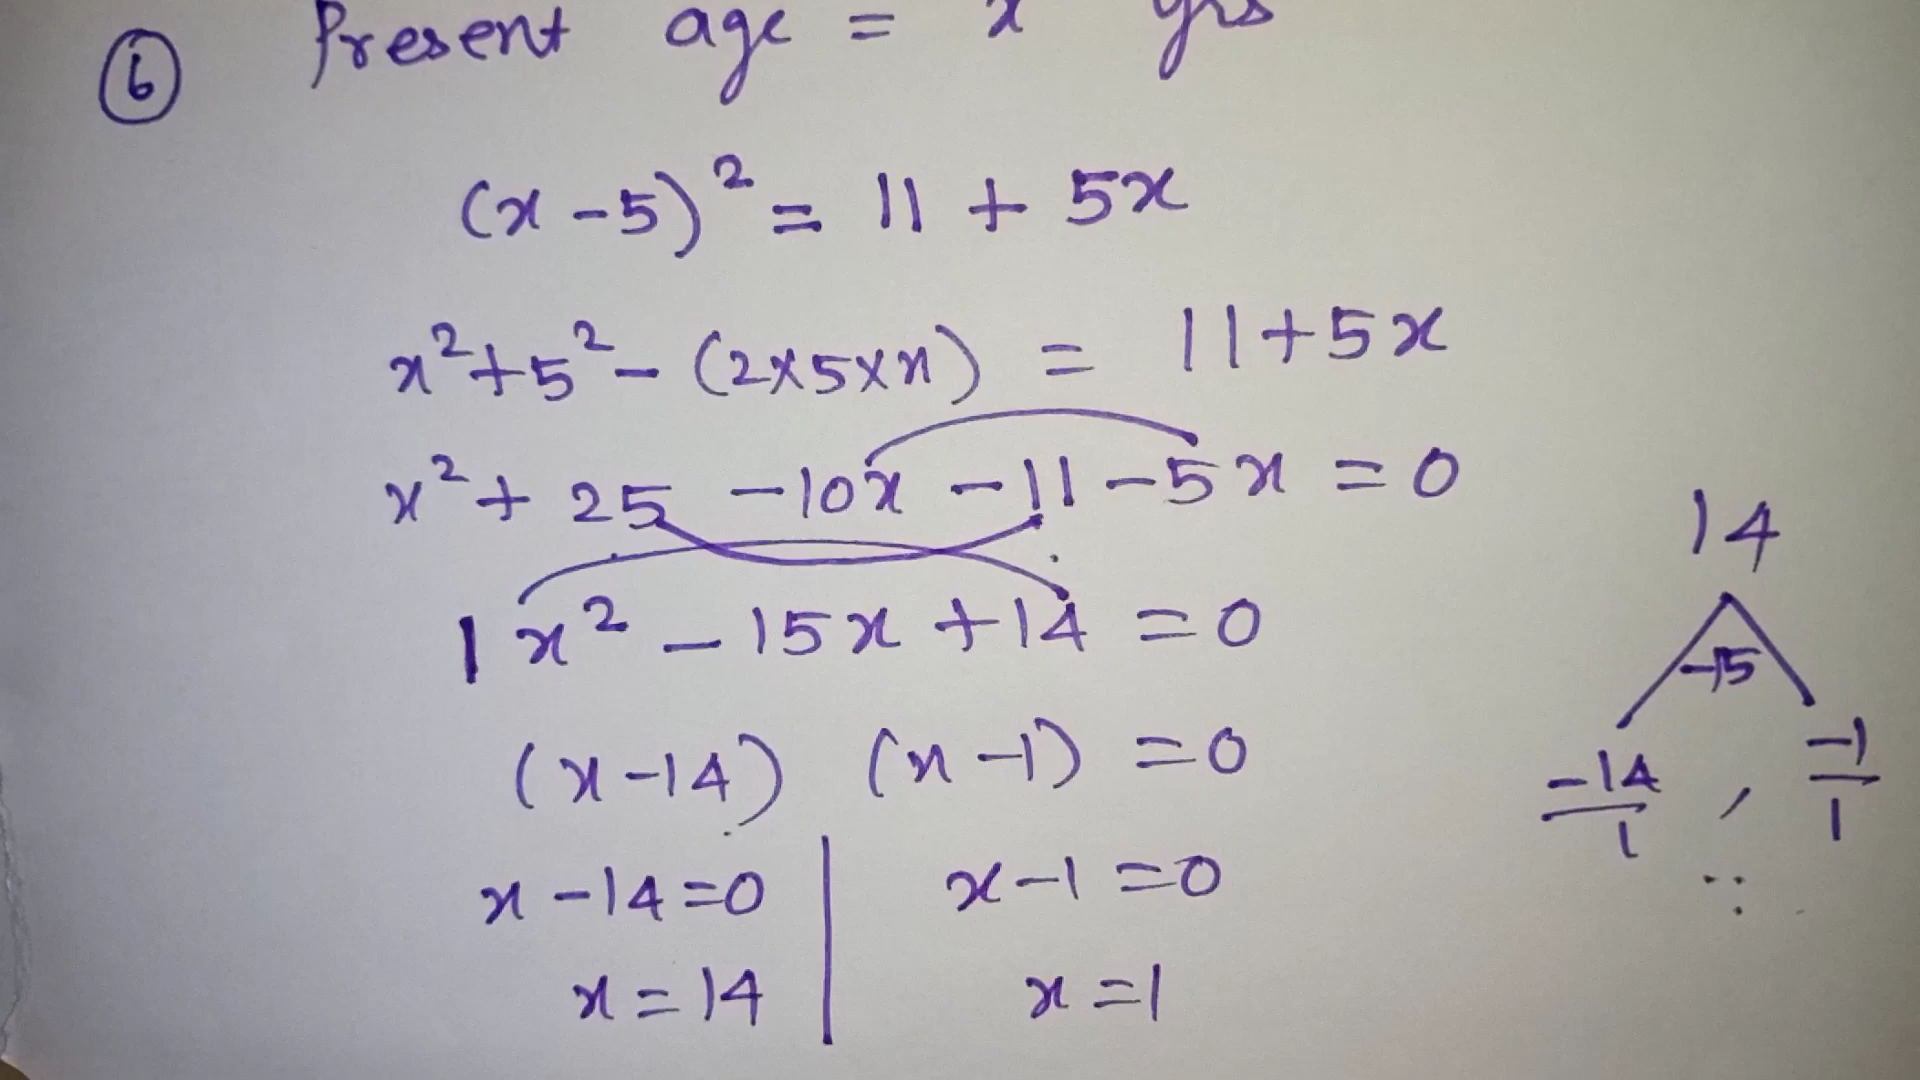 ⑥ Present age = x yrs
(x - 5)² = 11 + 5x
x² + 5² - (2×5×x) = 11 + 5x
x² + 25 - 10x - 11 - 5x = 0
14
1x² - 15x + 14 = 0
-15
(x - 14) (x - 1) = 0
-14/1 , -1/1
x - 14 = 0 | x - 1 = 0
x = 14 | x = 1